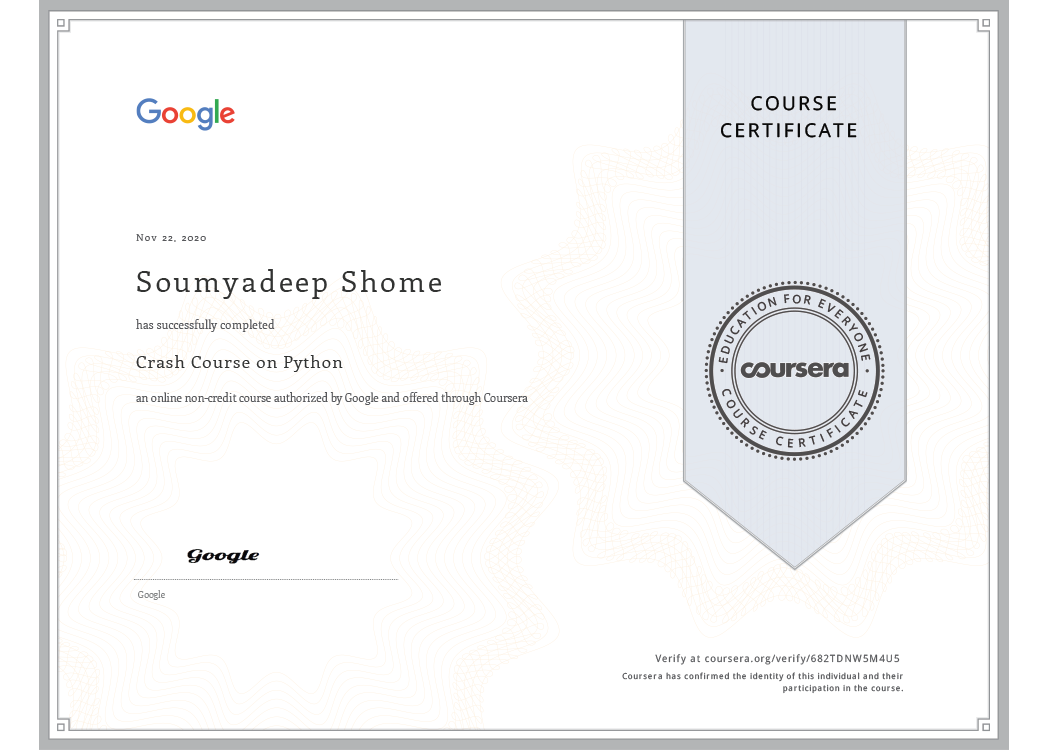 Google
COURSE
CERTIFICATE
Nov 22, 2020
Soumyadeep Shome
has successfully completed
Crash Course on Python
an online non-credit course authorized by Google and offered through Coursera
EDUCATION FOR EVERYONE
coursera
COURSE CERTIFICATE
Google
Google
Verify at coursera.org/verify/682TDNW5M4U5
Coursera has confirmed the identity of this individual and their
participation in the course.